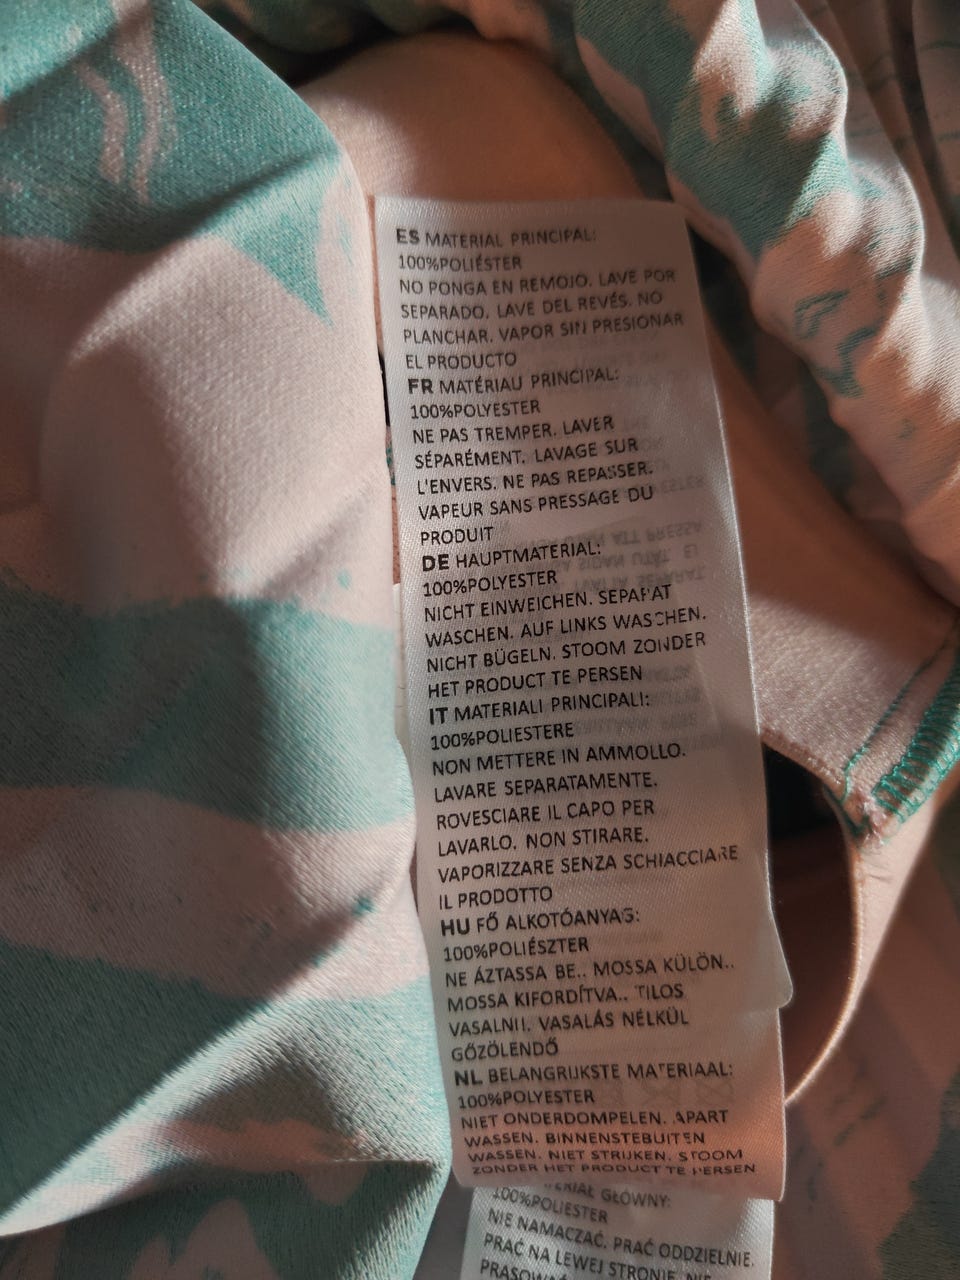 ES MATERIAL PRINCIPAL:
100%POLIÉSTER
NO PONGA EN REMOJO. LAVE POR
SEPARADO. LAVE DEL REVÉS. NO
PLANCHAR. VAPOR SIN PRESIONAR
EL PRODUCTO
FR MATÉRIAU PRINCIPAL:
100%POLYESTER
NE PAS TREMPER. LAVER
SÉPARÉMENT. LAVAGE SUR
L'ENVERS. NE PAS REPASSER.
VAPEUR SANS PRESSAGE DU
PRODUIT
DE HAUPTMATERIAL:
100%POLYESTER
NICHT EINWEICHEN. SEPARAT
WASCHEN. AUF LINKS WASCHEN.
NICHT BÜGELN. STOOM ZONDER
HET PRODUCT TE PERSEN
IT MATERIALI PRINCIPALI:
100%POLIESTERE
NON METTERE IN AMMOLLO.
LAVARE SEPARATAMENTE.
ROVESCIARE IL CAPO PER
LAVARLO. NON STIRARE.
VAPORIZZARE SENZA SCHIACCIARE
IL PRODOTTO
HU FŐ ALKOTÓANYAG:
100%POLIÉSZTER
NE ÁZTASSA BE.. MOSSA KÜLÖN..
MOSSA KIFORDÍTVA.. TILOS
VASALNI!. VASALÁS NÉLKÜL
GŐZÖLENDŐ
NL BELANGRIJKSTE MATERIAAL:
100%POLYESTER
NIET ONDERDOMPELEN. APART
WASSEN. BINNENSTEBUITEN
WASSEN. NIET STRIJKEN. STOOM
ZONDER HET PRODUCT TE PERSEN
GŁÓWNY:
100%POLIESTER
NIE NAMACZAĆ. PRAĆ ODDZIELNIE.
PRAĆ NA LEWEJ STRONIE. NIE